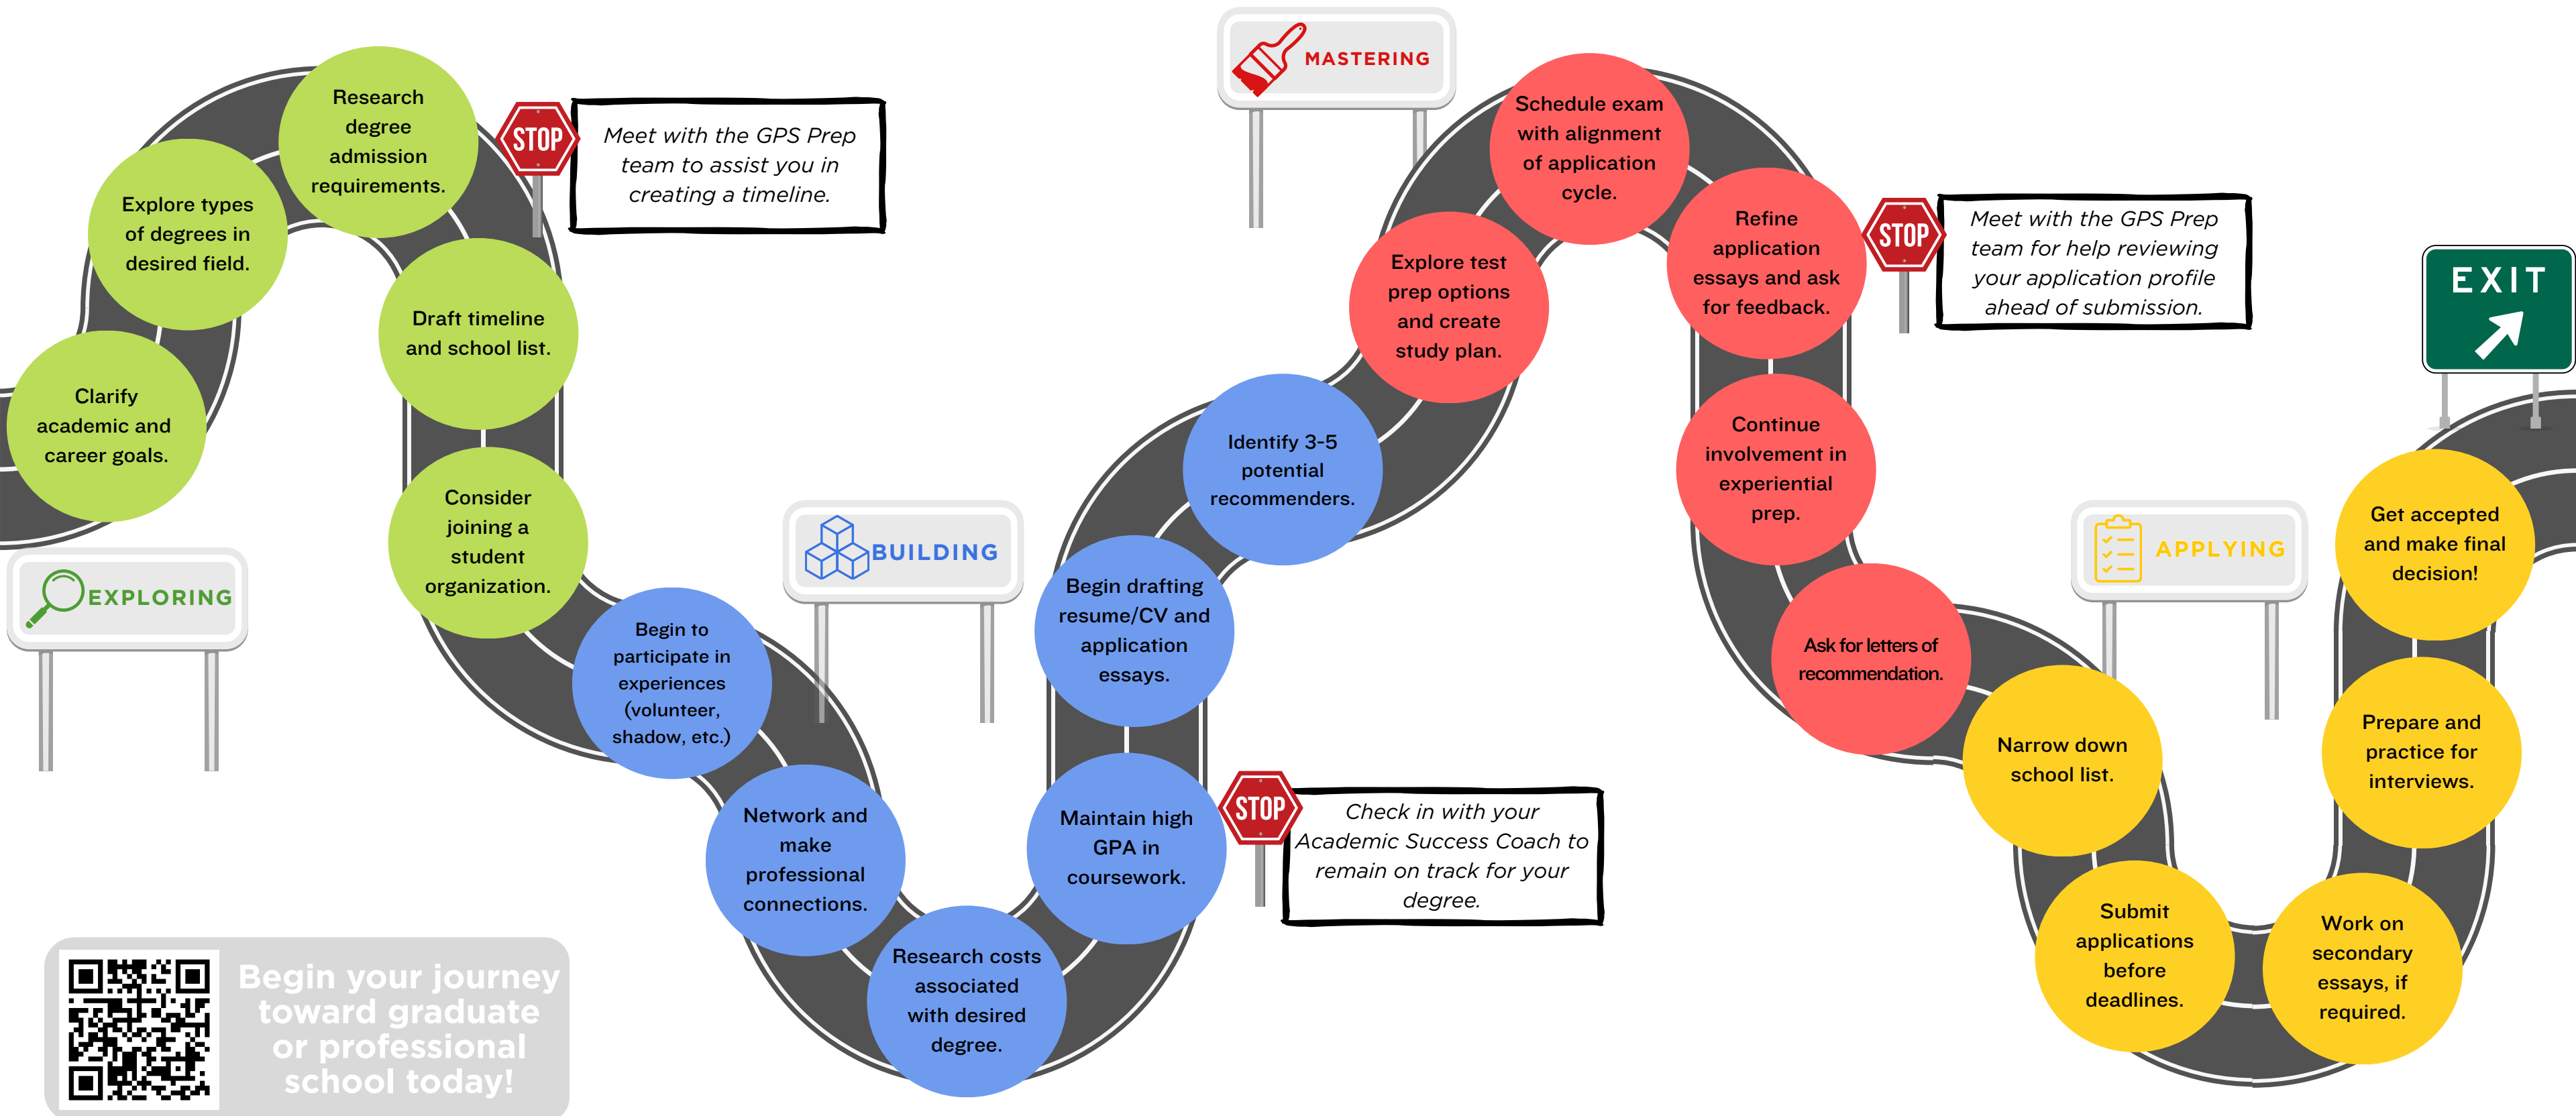 EXPLORING
Clarify
academic and
career goals.
Explore types
of degrees in
desired field.
Research
degree
admission
requirements.
STOP
Meet with the GPS Prep
team to assist you in
creating a timeline.
Draft timeline
and school list.
Consider
joining a
student
organization.
BUILDING
Begin to
participate in
experiences
(volunteer,
shadow, etc.)
Network and
make
professional
connections.
Research costs
associated
with desired
degree.
Maintain high
GPA in
coursework.
STOP
Check in with your
Academic Success Coach to
remain on track for your
degree.
Begin drafting
resume/CV and
application
essays.
Identify 3-5
potential
recommenders.
MASTERING
Explore test
prep options
and create
study plan.
Schedule exam
with alignment
of application
cycle.
Refine
application
essays and ask
for feedback.
STOP
Meet with the GPS Prep
team for help reviewing
your application profile
ahead of submission.
Continue
involvement in
experiential
prep.
Ask for letters of
recommendation.
APPLYING
Narrow down
school list.
Submit
applications
before
deadlines.
Work on
secondary
essays, if
required.
Prepare and
practice for
interviews.
Get accepted
and make final
decision!
EXIT
Begin your journey
toward graduate
or professional
school today!